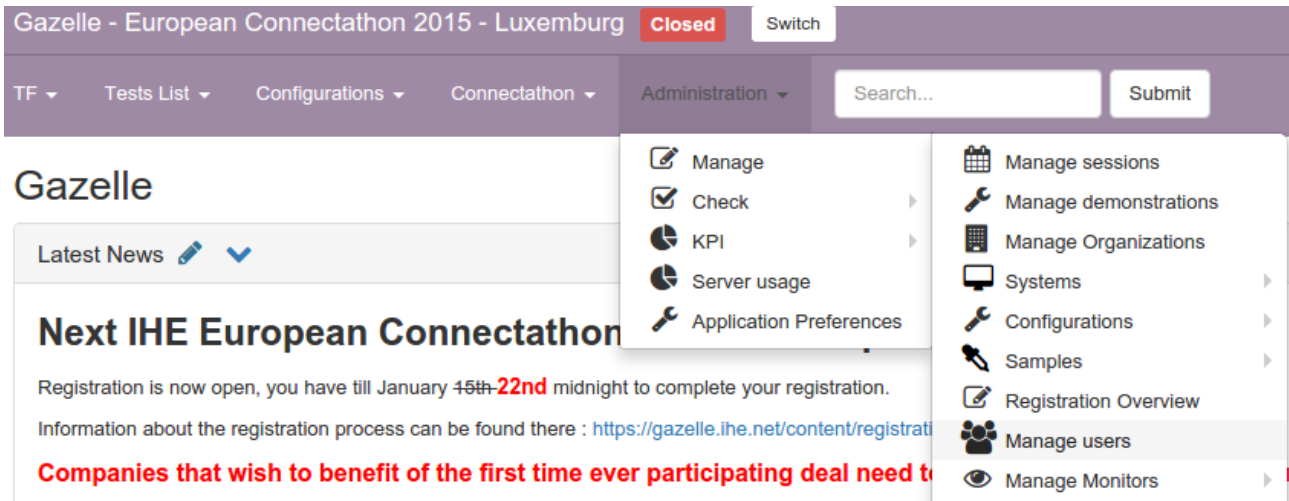 Gazelle - European Connectathon 2015 - Luxemburg Closed Switch
TF Tests List Configurations Connectathon Administration Search... Submit
Manage
Check
KPI
Server usage
Application Preferences
Manage sessions
Manage demonstrations
Manage Organizations
Systems
Configurations
Samples
Registration Overview
Manage users
Manage Monitors
Gazelle
Latest News
Next IHE European Connectathon
Registration is now open, you have till January 15th 22nd midnight to complete your registration.
Information about the registration process can be found there : https://gazelle.ihe.net/content/registrati
Companies that wish to benefit of the first time ever participating deal need t